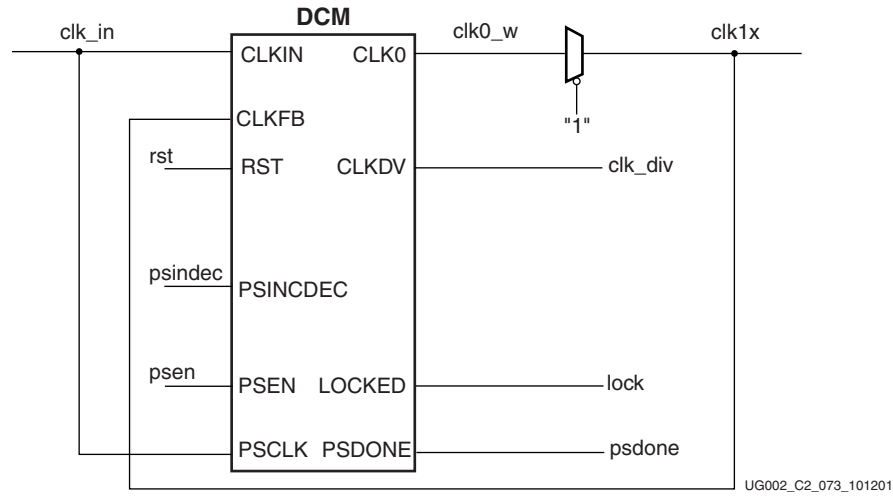 DCM
clk_in
clk0_w
clk1x
CLKIN
CLK0
CLKFB
"1"
rst
RST
CLKDV
clk_div
psindec
PSINCDEC
psen
PSEN
LOCKED
lock
PSCLK
PSDONE
psdone
UG002_C2_073_101201